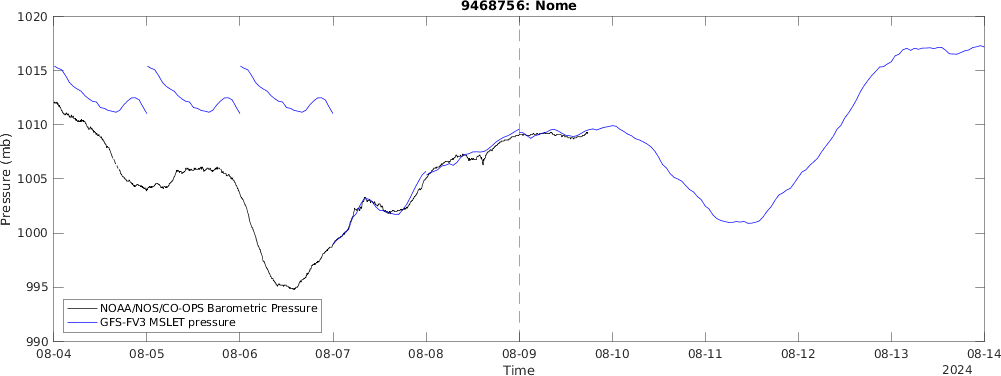 9468756: Nome
1020
1015
1010
1005
1000
995
990
Pressure (mb)
NOAA/NOS/CO-OPS Barometric Pressure
GFS-FV3 MSLET pressure
08-04 08-05 08-06 08-07 08-08 08-09 08-10 08-11 08-12 08-13 08-14
Time
2024